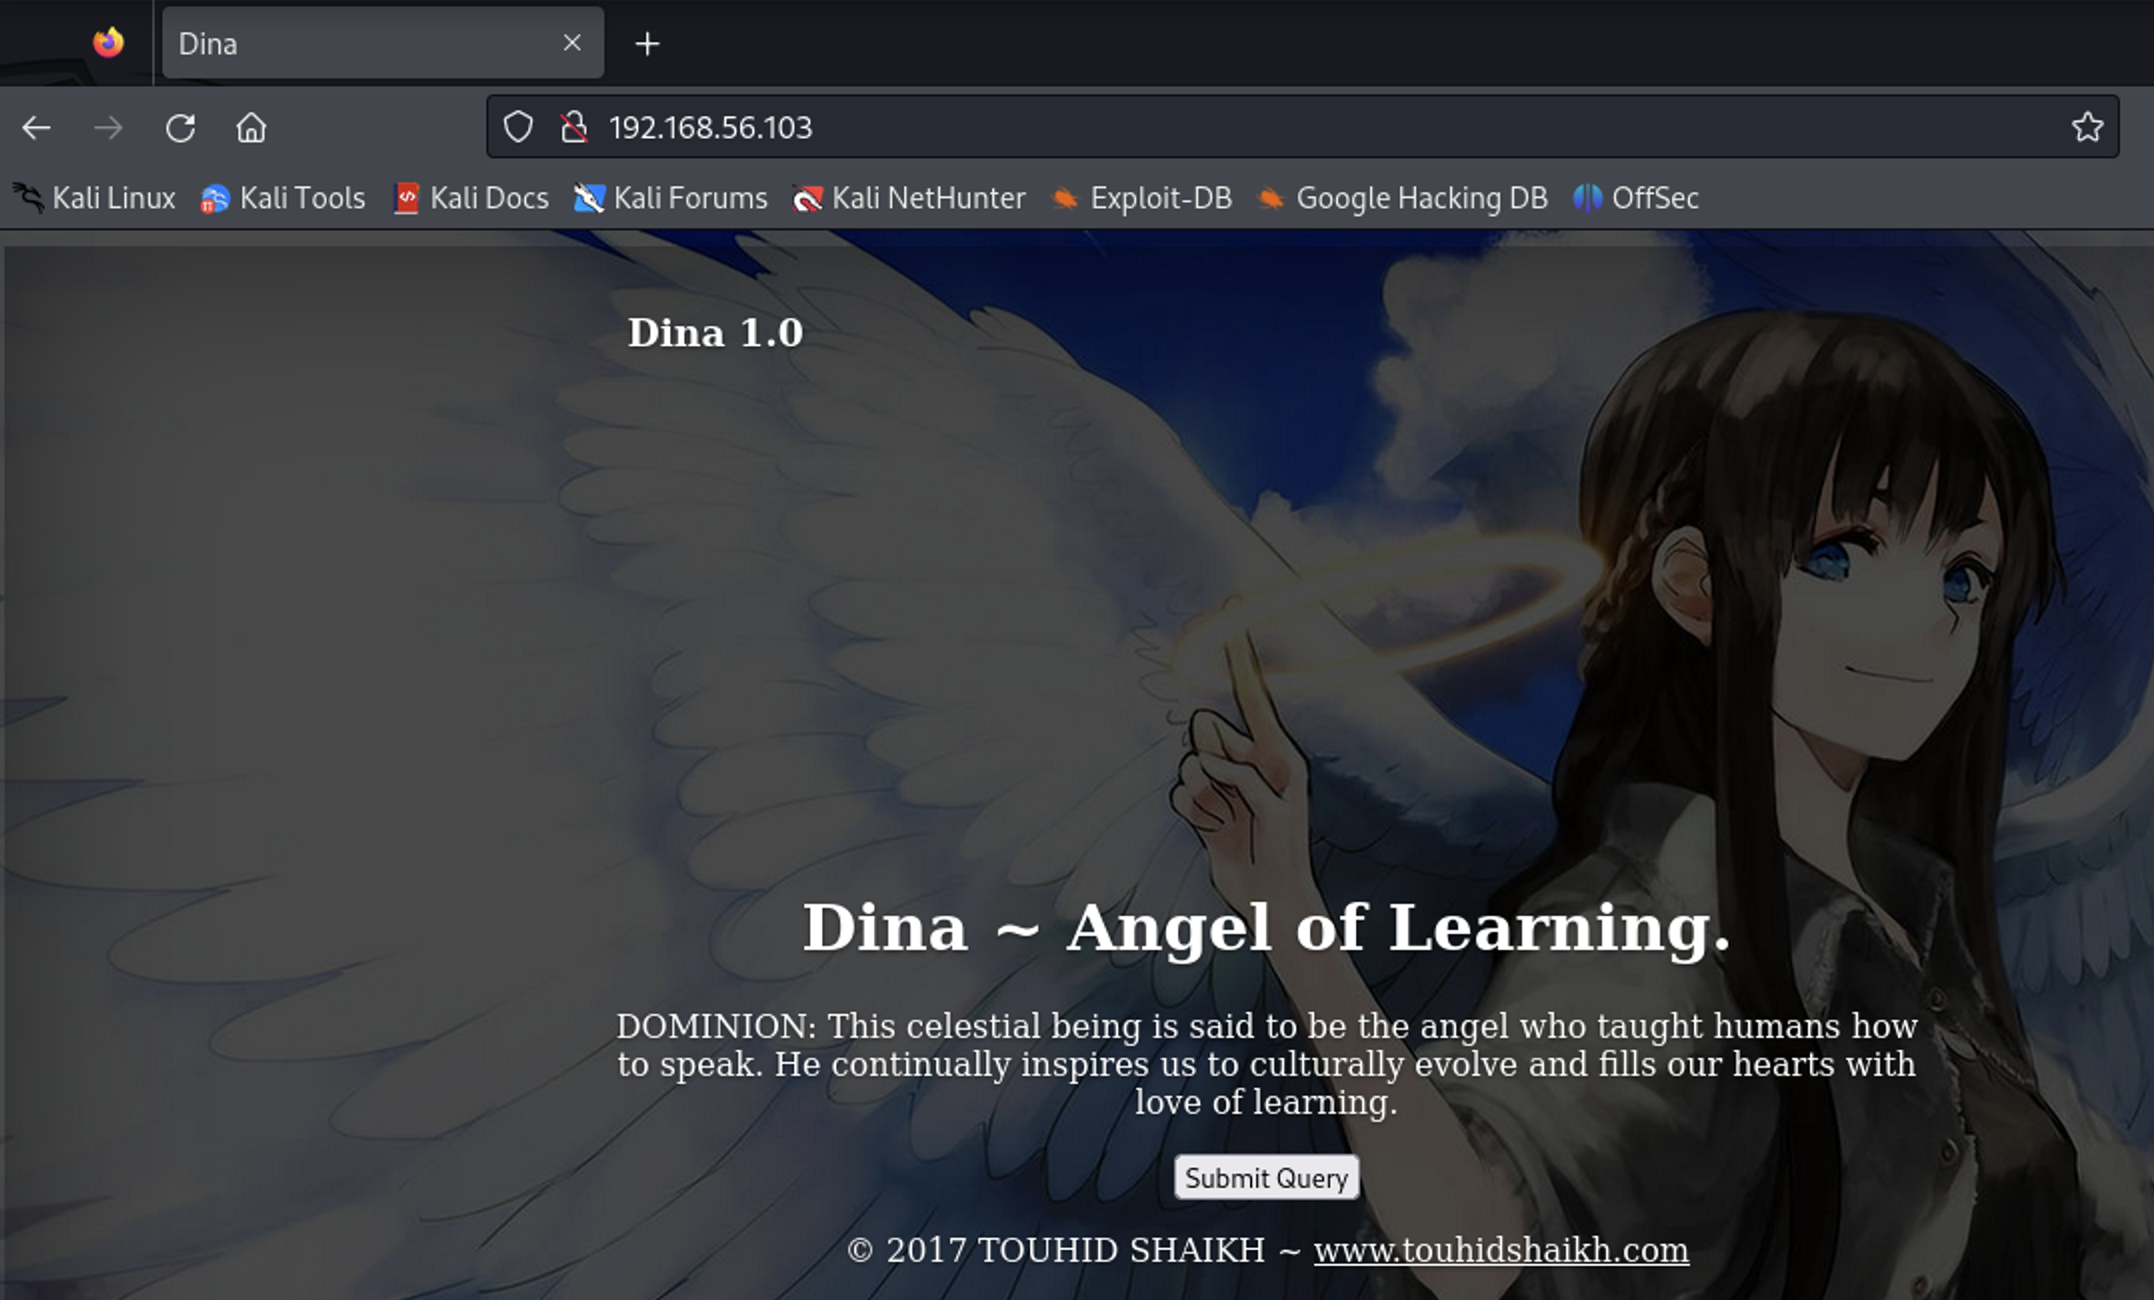 Dina
192.168.56.103
Kali Linux Kali Tools Kali Docs Kali Forums Kali NetHunter Exploit-DB Google Hacking DB OffSec
Dina 1.0
Dina ~ Angel of Learning.
DOMINION: This celestial being is said to be the angel who taught humans how
to speak. He continually inspires us to culturally evolve and fills our hearts with
love of learning.
Submit Query
© 2017 TOUHID SHAIKH ~ www.touhidshaikh.com